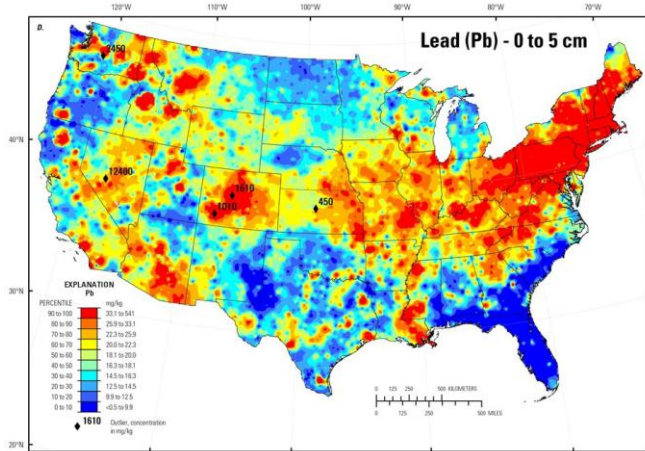 D.
120°W 110°W 100°W 90°W 80°W 70°W
Lead (Pb) - 0 to 5 cm
40°N
30°N
20°N
2450
12400
1610
1010
450
EXPLANATION
Pb
PERCENTILE mg/kg
90 to 100 33.1 to 541
80 to 90 25.9 to 33.1
70 to 80 22.3 to 25.9
60 to 70 20.0 to 22.3
50 to 60 18.1 to 20.0
40 to 50 16.3 to 18.1
30 to 40 14.5 to 16.3
20 to 30 12.5 to 14.5
10 to 20 9.9 to 12.5
0 to 10 <0.5 to 9.9
1610 Outlier, concentration
in mg/kg
0 125 250 500 KILOMETERS
0 125 250 500 MILES